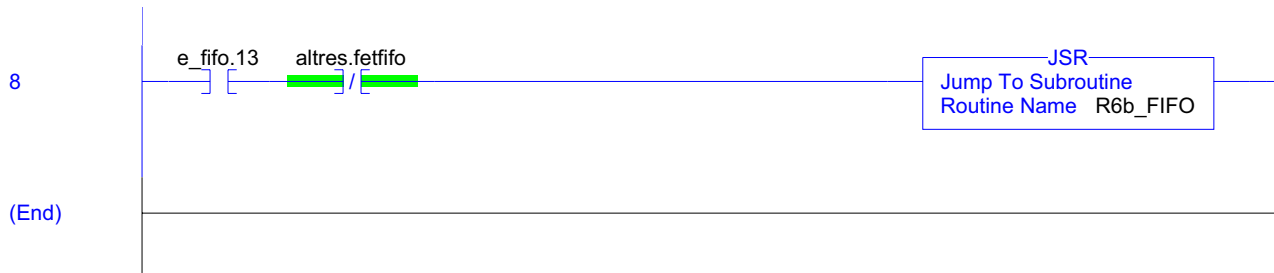 e_fifo.13 altres.fetfifo
JSR
8
/
Jump To Subroutine
Routine Name R6b_FIFO
(End)